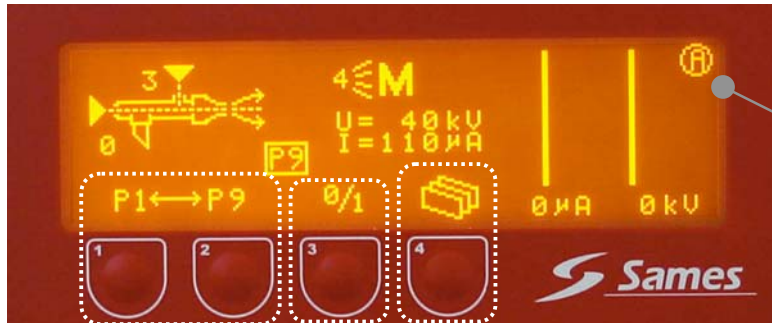 3
0
4 M
U= 40kV
I=110µA
P9
P1↔P9
0/1
0µA
0kV
A
1
2
3
4
Sames